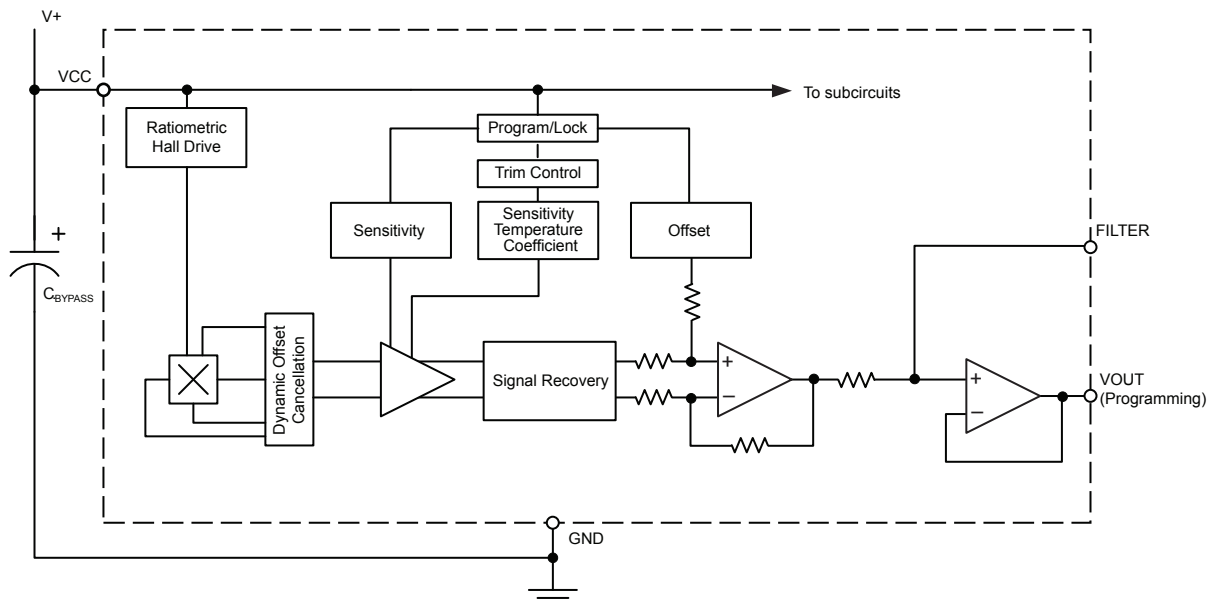 V+
VCC
To subcircuits
Ratiometric
Hall Drive
Program/Lock
Trim Control
Sensitivity
Sensitivity
Temperature
Coefficient
Offset
FILTER
+
CBYPASS
Dynamic Offset
Cancellation
Signal Recovery
+
–
+
–
VOUT
(Programming)
GND